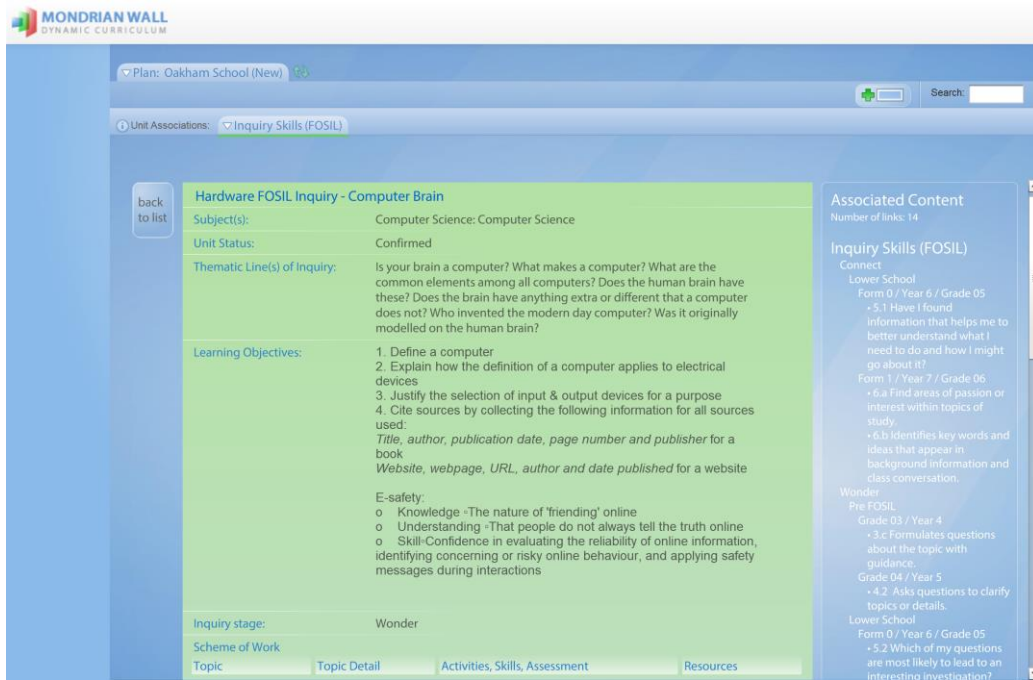 MONDRIAN WALL
DYNAMIC CURRICULUM
Plan: Oakham School (New)
Search:
Unit Associations: Inquiry Skills (FOSIL)
back
to list
Hardware FOSIL Inquiry - Computer Brain
Subject(s): Computer Science: Computer Science
Unit Status: Confirmed
Thematic Line(s) of Inquiry: Is your brain a computer? What makes a computer? What are the
common elements among all computers? Does the human brain have
these? Does the brain have anything extra or different that a computer
does not? Who invented the modern day computer? Was it originally
modelled on the human brain?
Learning Objectives: 1. Define a computer
2. Explain how the definition of a computer applies to electrical
devices
3. Justify the selection of input & output devices for a purpose
4. Cite sources by collecting the following information for all sources
used:
Title, author, publication date, page number and publisher for a
book
Website, webpage, URL, author and date published for a website
E-safety:
o Knowledge ▫The nature of 'friending' online
o Understanding ▫That people do not always tell the truth online
o Skill▫Confidence in evaluating the reliability of online information,
identifying concerning or risky online behaviour, and applying safety
messages during interactions
Inquiry stage: Wonder
Scheme of Work
Topic Topic Detail Activities, Skills, Assessment Resources
Associated Content
Number of links: 14
Inquiry Skills (FOSIL)
Connect
Lower School
Form 0 / Year 6 / Grade 05
• 5.1 Have I found
information that helps me to
better understand what I
need to do and how I might
go about it?
Form 1 / Year 7 / Grade 06
• 6.a Find areas of passion or
interest within topics of
study.
• 6.b Identifies key words and
ideas that appear in
background information and
class conversation.
Wonder
Pre FOSIL
Grade 03 / Year 4
• 3.c Formulates questions
about the topic with
guidance.
Grade 04 / Year 5
• 4.2 Asks questions to clarify
topics or details.
Lower School
Form 0 / Year 6 / Grade 05
• 5.2 Which of my questions
are most likely to lead to an
interesting investigation?